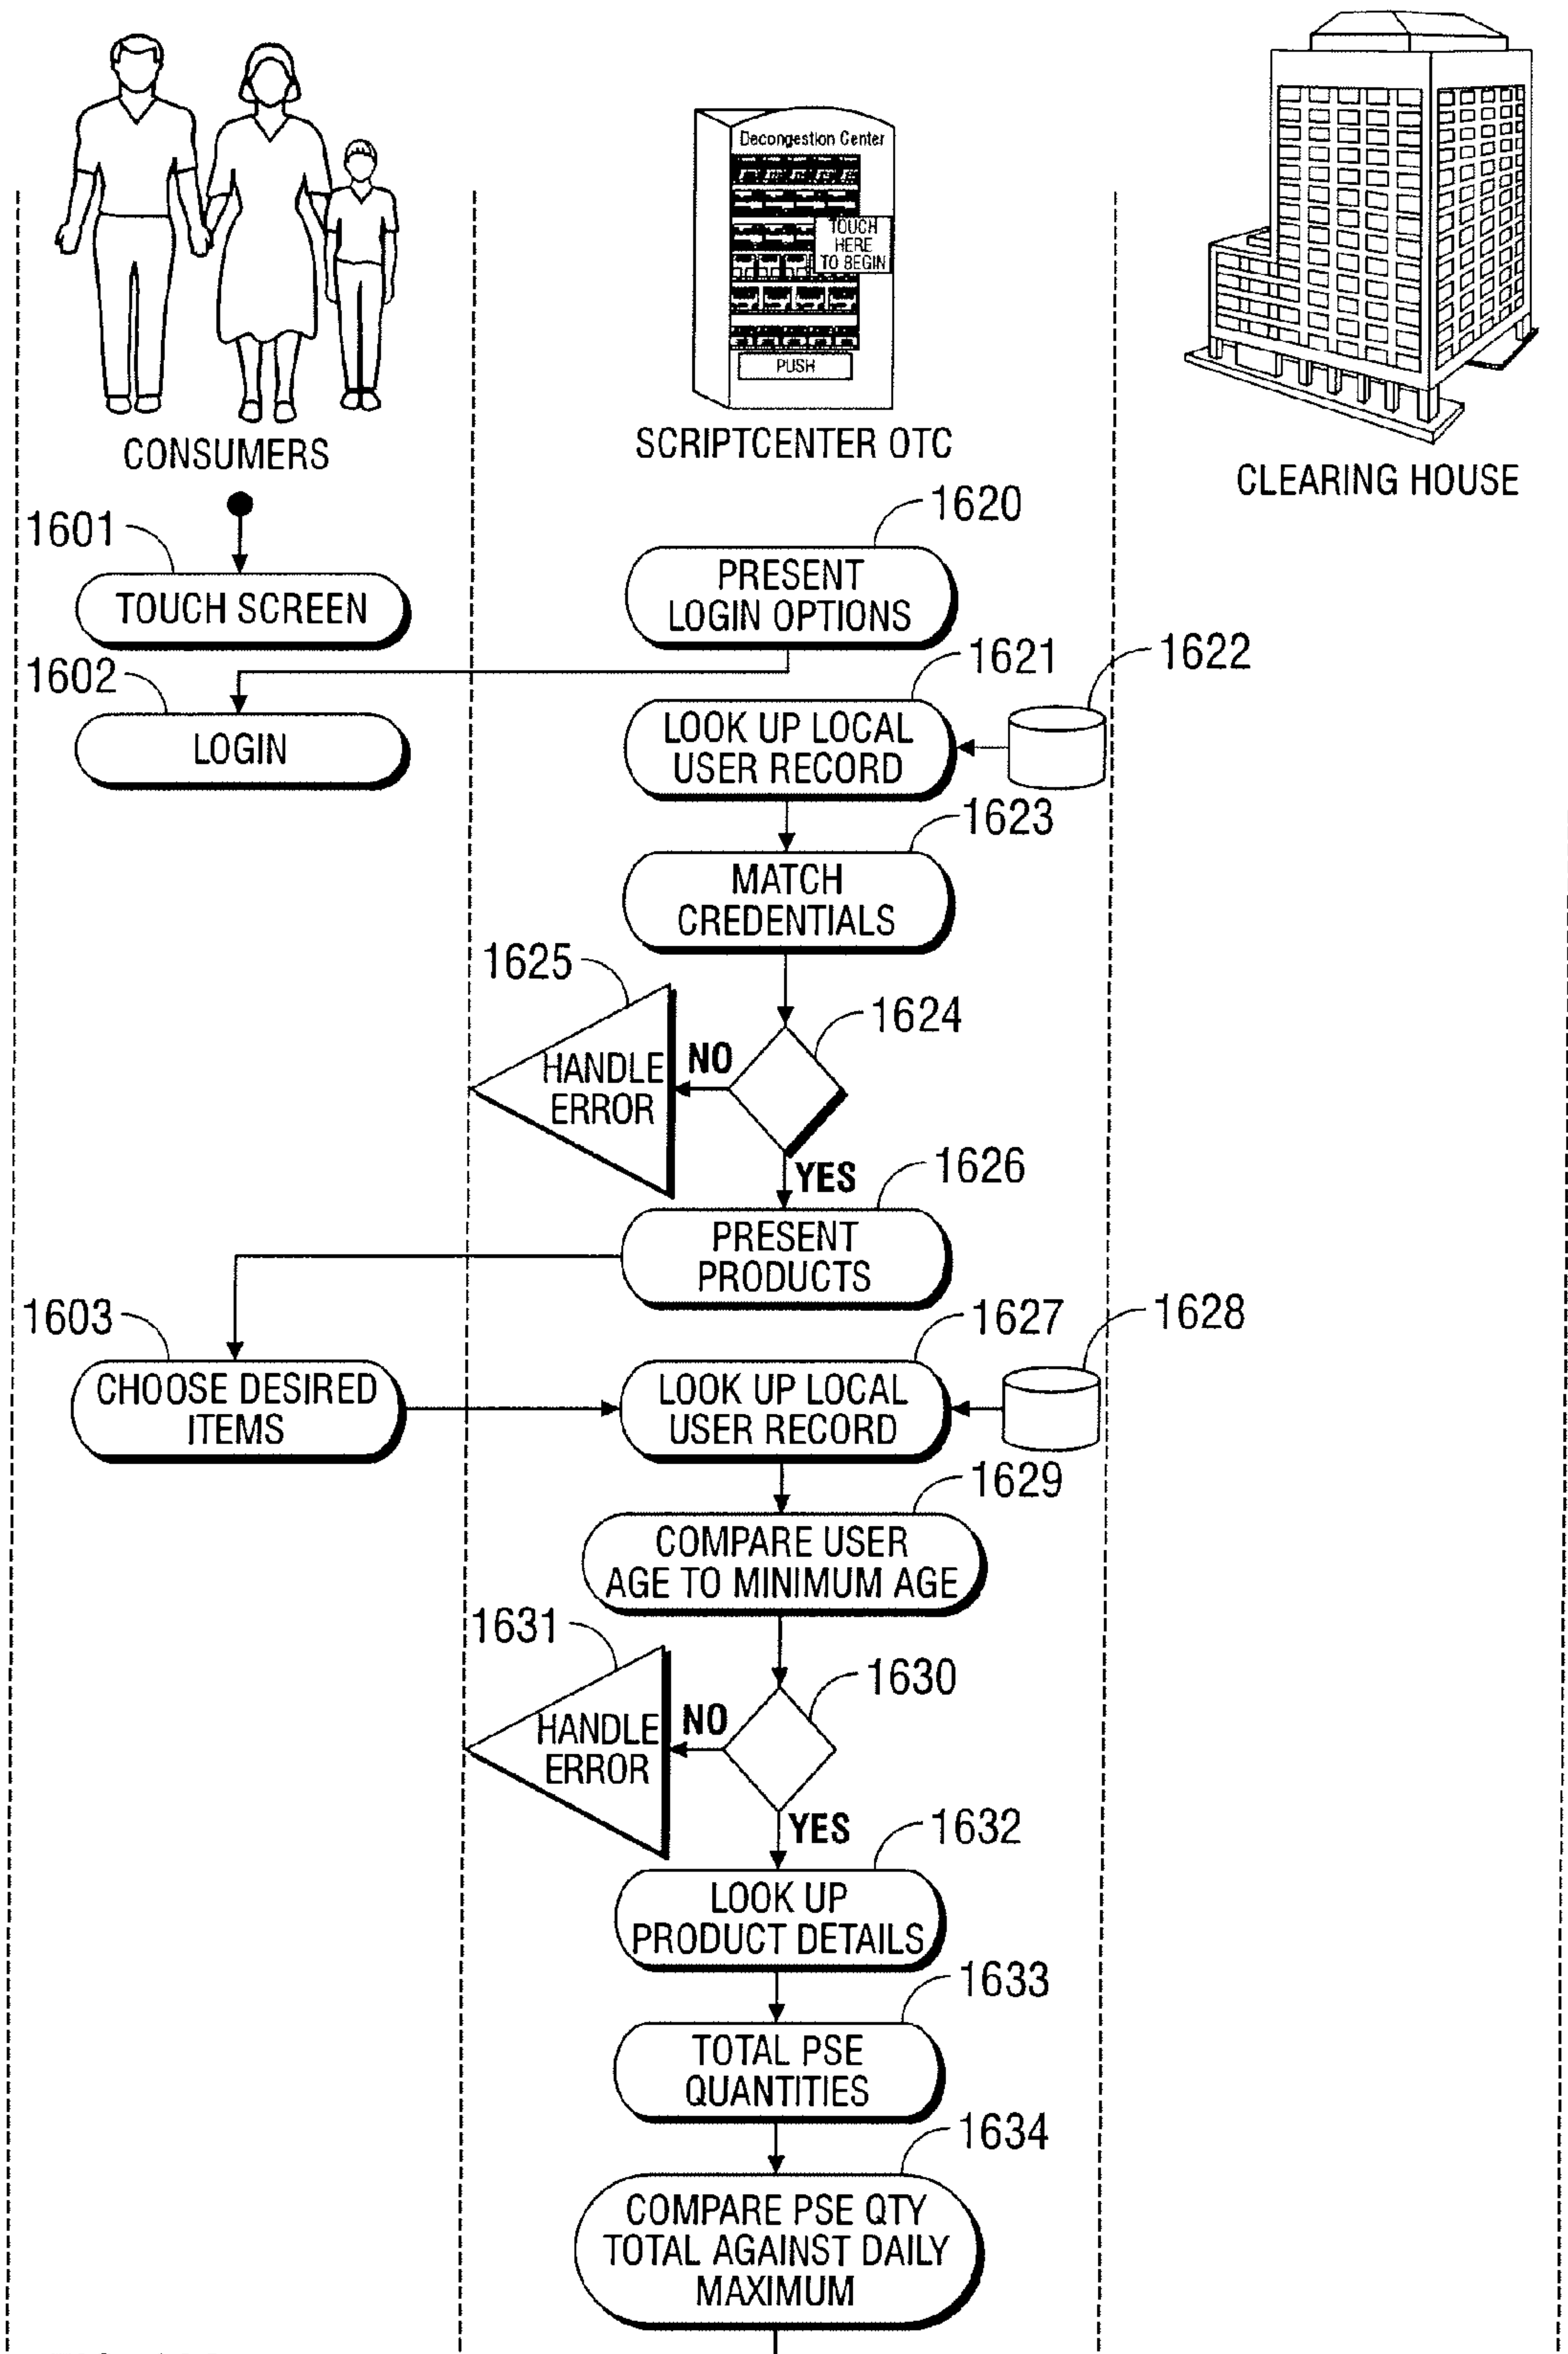 Decongestion Center
TOUCH
HERE
TO BEGIN
PUSH
CONSUMERS
SCRIPTCENTER OTC
CLEARING HOUSE
1601
TOUCH SCREEN
1620
PRESENT
LOGIN OPTIONS
1602
LOGIN
1621
LOOK UP LOCAL
USER RECORD
1622
1623
MATCH
CREDENTIALS
1625
HANDLE
ERROR
NO
1624
YES
1626
PRESENT
PRODUCTS
1603
CHOOSE DESIRED
ITEMS
1627
LOOK UP LOCAL
USER RECORD
1628
1629
COMPARE USER
AGE TO MINIMUM AGE
1631
HANDLE
ERROR
NO
1630
YES
1632
LOOK UP
PRODUCT DETAILS
1633
TOTAL PSE
QUANTITIES
1634
COMPARE PSE QTY
TOTAL AGAINST DAILY
MAXIMUM